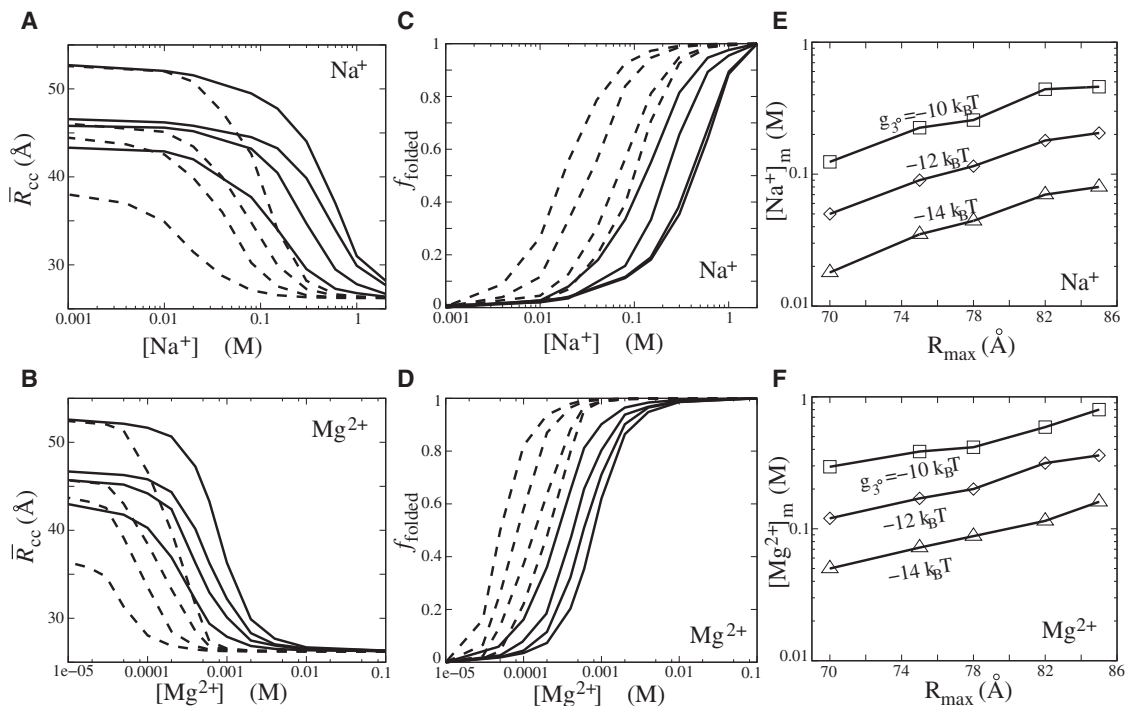 A
Na⁺
50
40
30
R̅cc (Å)
0.001 0.01 0.1 1
[Na⁺] (M)
C
1
0.8
0.6
0.4
0.2
0
f folded
Na⁺
0.001 0.01 0.1 1
[Na⁺] (M)
E
1
0.1
0.01
[Na⁺]m (M)
g3°=−10 kBT
−12 kBT
−14 kBT
Na⁺
70 74 78 82 86
Rmax (Å)
B
Mg²⁺
50
40
30
R̅cc (Å)
1e−05 0.0001 0.001 0.01 0.1
[Mg²⁺] (M)
D
1
0.8
0.6
0.4
0.2
0
f folded
Mg²⁺
1e−05 0.0001 0.001 0.01 0.1
[Mg²⁺] (M)
F
1
0.1
0.01
[Mg²⁺]m (M)
g3°=−10 kBT
−12 kBT
−14 kBT
Mg²⁺
70 74 78 82 86
Rmax (Å)